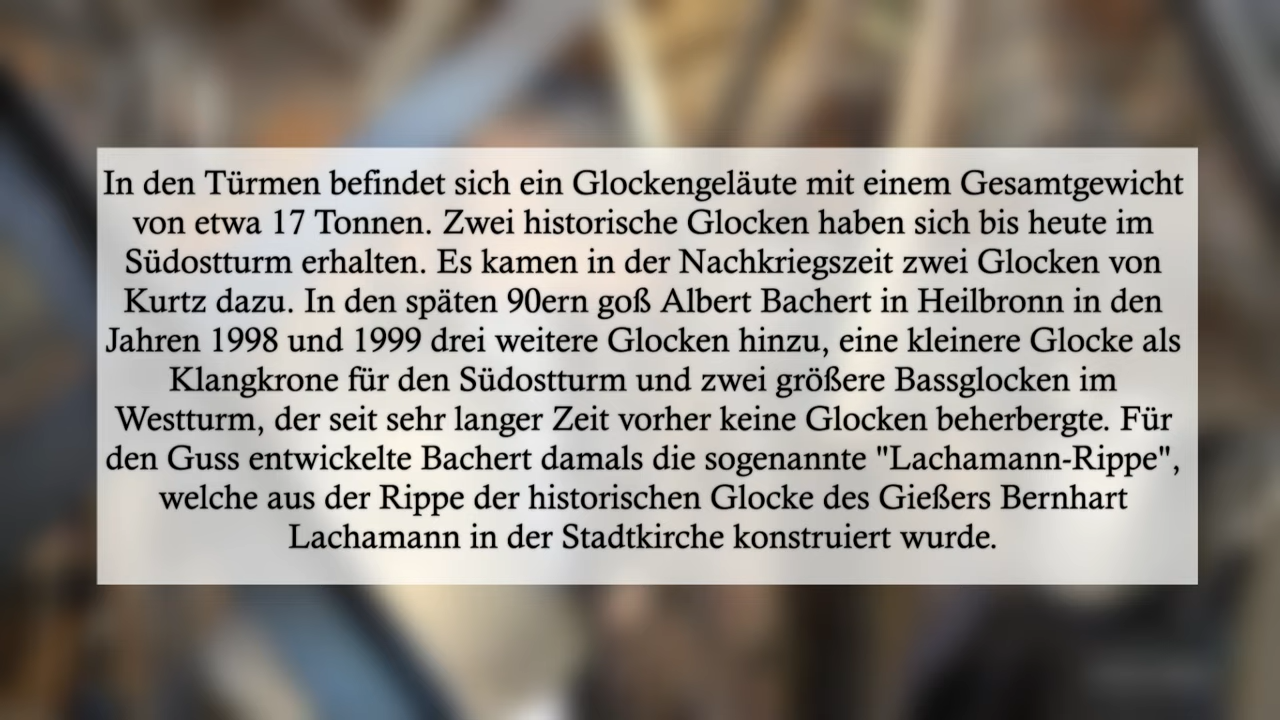 In den Türmen befindet sich ein Glockengeläute mit einem Gesamtgewicht
von etwa 17 Tonnen. Zwei historische Glocken haben sich bis heute im
Südostturm erhalten. Es kamen in der Nachkriegszeit zwei Glocken von
Kurtz dazu. In den späten 90ern goß Albert Bachert in Heilbronn in den
Jahren 1998 und 1999 drei weitere Glocken hinzu, eine kleinere Glocke als
Klangkrone für den Südostturm und zwei größere Bassglocken im
Westturm, der seit sehr langer Zeit vorher keine Glocken beherbergte. Für
den Guss entwickelte Bachert damals die sogenannte "Lachamann-Rippe",
welche aus der Rippe der historischen Glocke des Gießers Bernhart
Lachamann in der Stadtkirche konstruiert wurde.